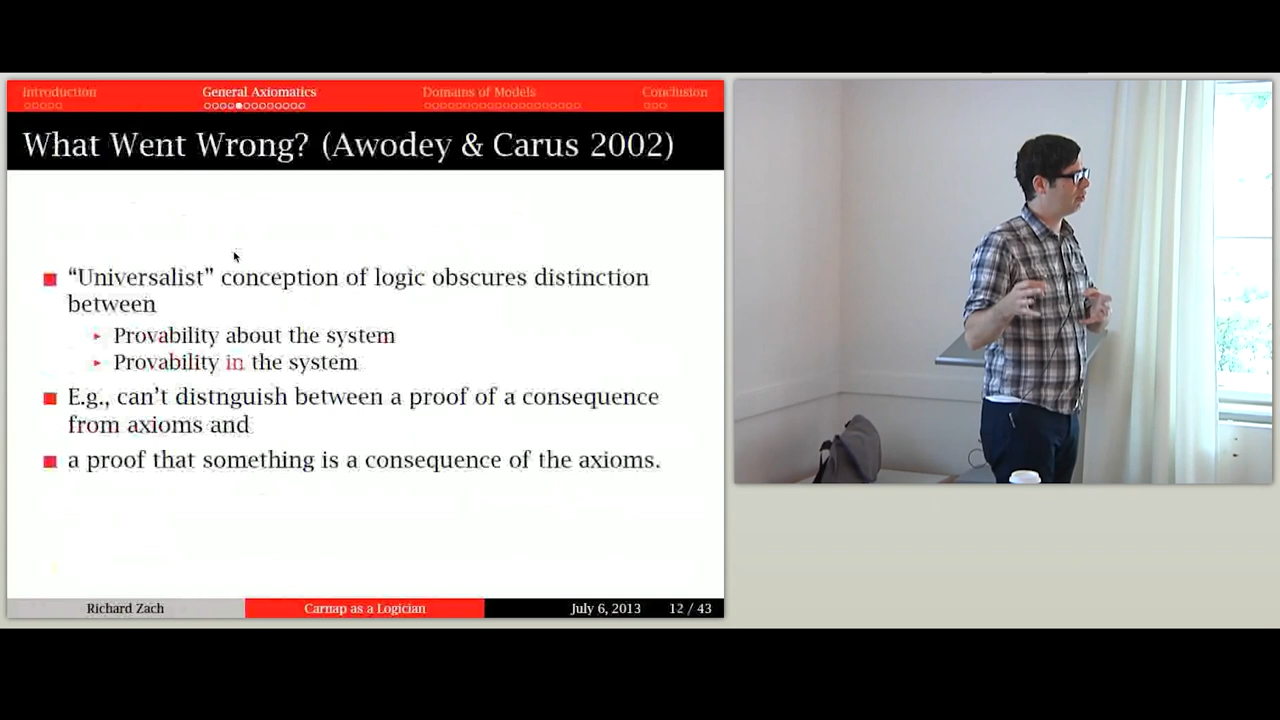 Introduction General Axiomatics Domains of Models Conclusion
What Went Wrong? (Awodey & Carus 2002)
“Universalist” conception of logic obscures distinction
between
Provability about the system
Provability in the system
E.g., can’t distnguish between a proof of a consequence
from axioms and
a proof that something is a consequence of the axioms.
Richard Zach Carnap as a Logician July 6, 2013 12 / 43